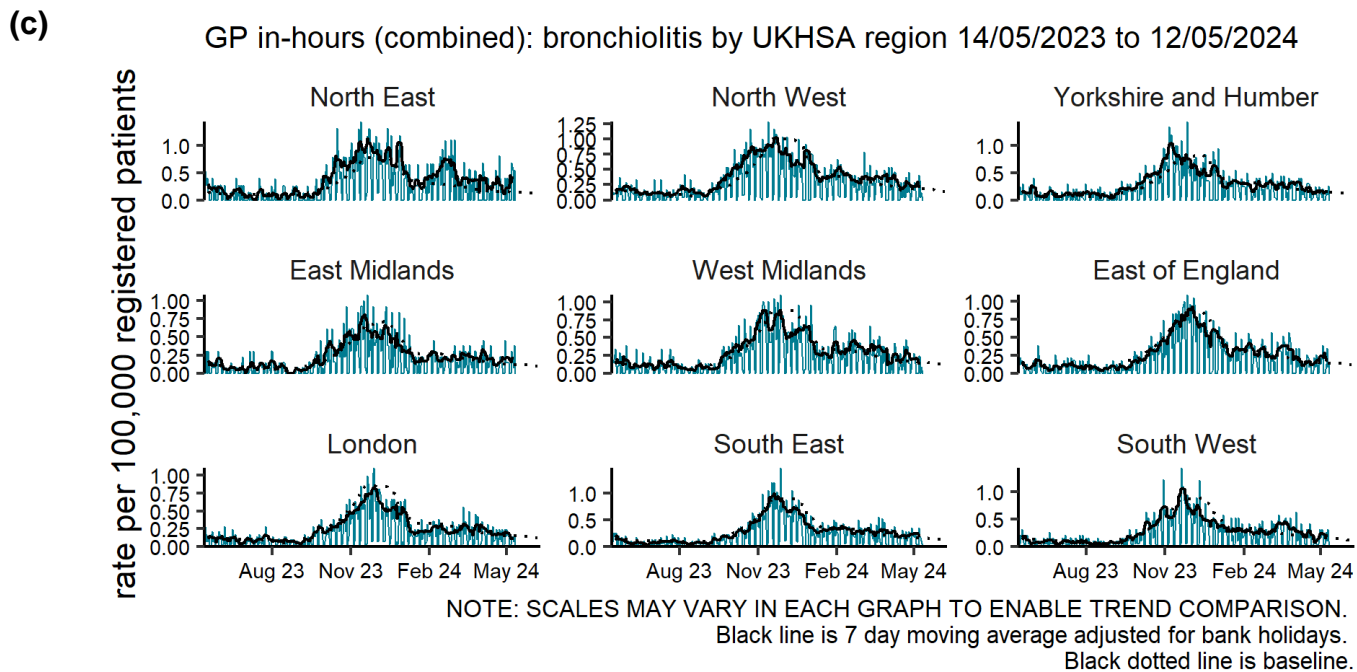 (c)
GP in-hours (combined): bronchiolitis by UKHSA region 14/05/2023 to 12/05/2024
rate per 100,000 registered patients
North East
North West
Yorkshire and Humber
1.0
0.5
0.0
1.25
1.00
0.75
0.50
0.25
0.00
1.0
0.5
0.0
East Midlands
West Midlands
East of England
1.00
0.75
0.50
0.25
0.00
1.00
0.75
0.50
0.25
0.00
1.00
0.75
0.50
0.25
0.00
London
South East
South West
1.00
0.75
0.50
0.25
0.00
1.0
0.5
0.0
1.0
0.5
0.0
Aug 23 Nov 23 Feb 24 May 24
Aug 23 Nov 23 Feb 24 May 24
Aug 23 Nov 23 Feb 24 May 24
NOTE: SCALES MAY VARY IN EACH GRAPH TO ENABLE TREND COMPARISON.
Black line is 7 day moving average adjusted for bank holidays.
Black dotted line is baseline.